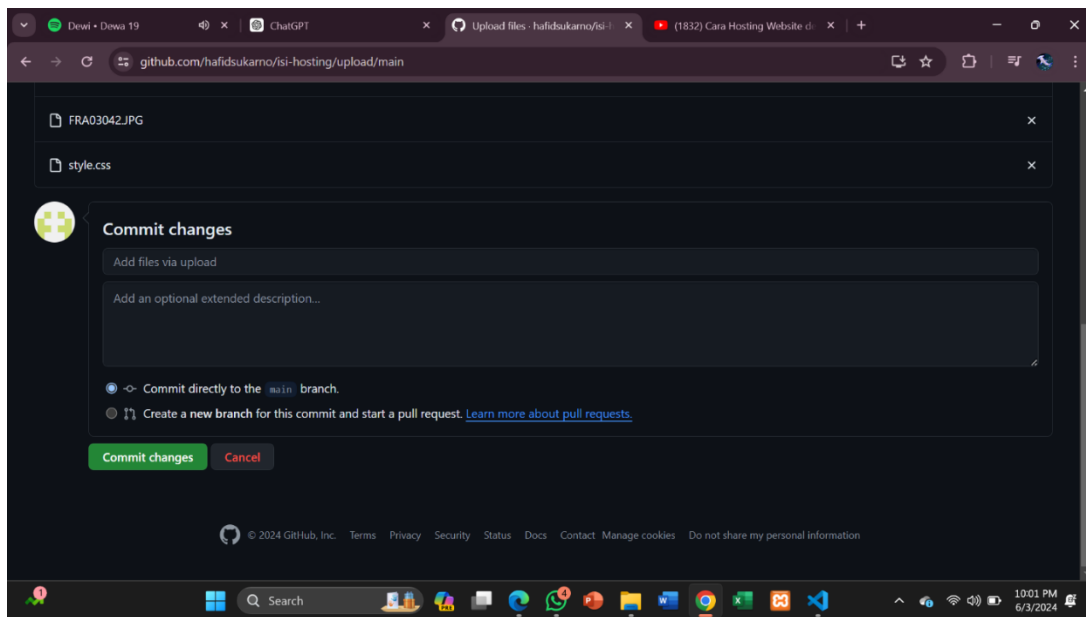 Dewi • Dewa 19
ChatGPT
Upload files · hafidsukarno/isi-h
(1832) Cara Hosting Website d
github.com/hafidsukarno/isi-hosting/upload/main
FRA03042.JPG
style.css
Commit changes
Add files via upload
Add an optional extended description...
Commit directly to the main branch.
Create a new branch for this commit and start a pull request. Learn more about pull requests.
Commit changes
Cancel
© 2024 GitHub, Inc. Terms Privacy Security Status Docs Contact Manage cookies Do not share my personal information
1
Search
4
10:01 PM
6/3/2024